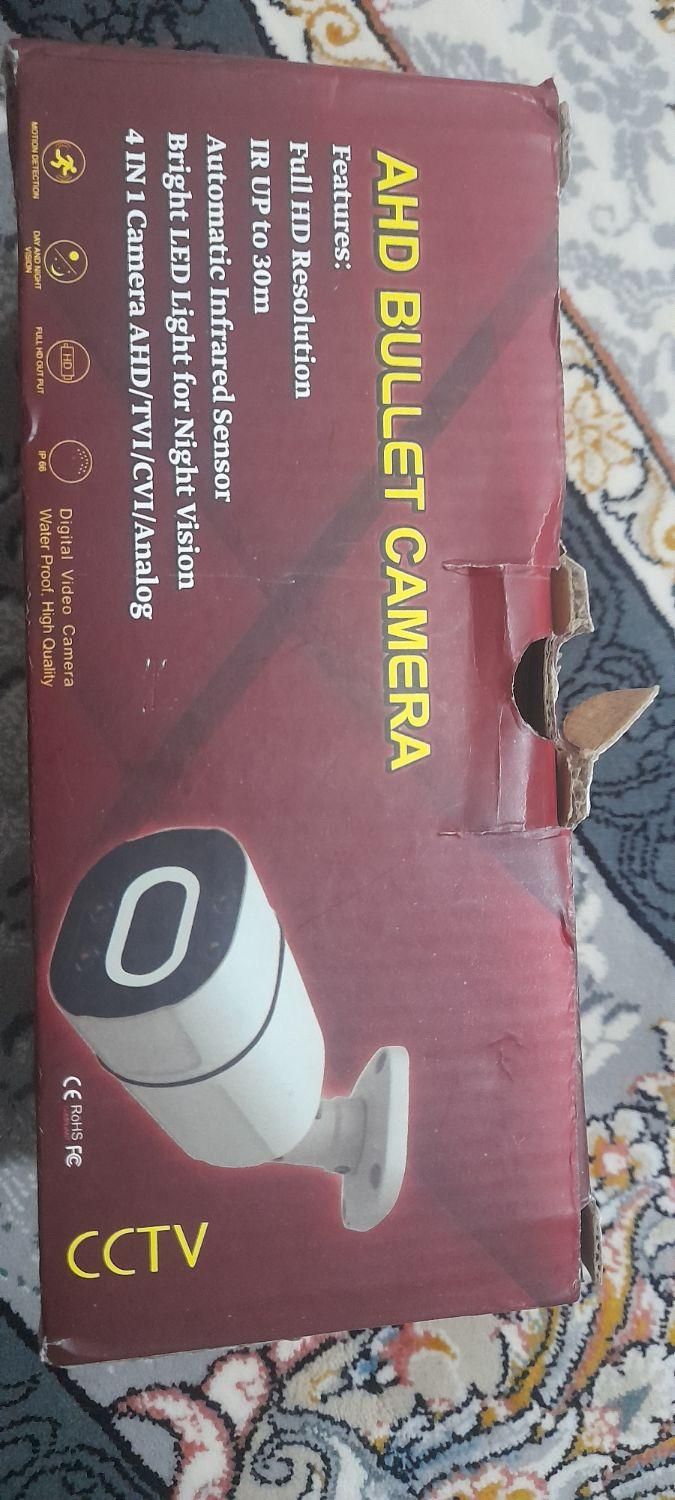 AHD BULLET CAMERA
Features:
Full HD Resolution
IR UP to 30m
Automatic Infrared Sensor
Bright LED Light for Night Vision
4 IN 1 Camera AHD/TVI/CVI/Analog
MOTION DETECTION
DAY AND NIGHT
VISION
HD
FULL HD OUT PUT
IP 66
Digital Video Camera
Water Proof, High Quality
CE RoHS FC
CCTV